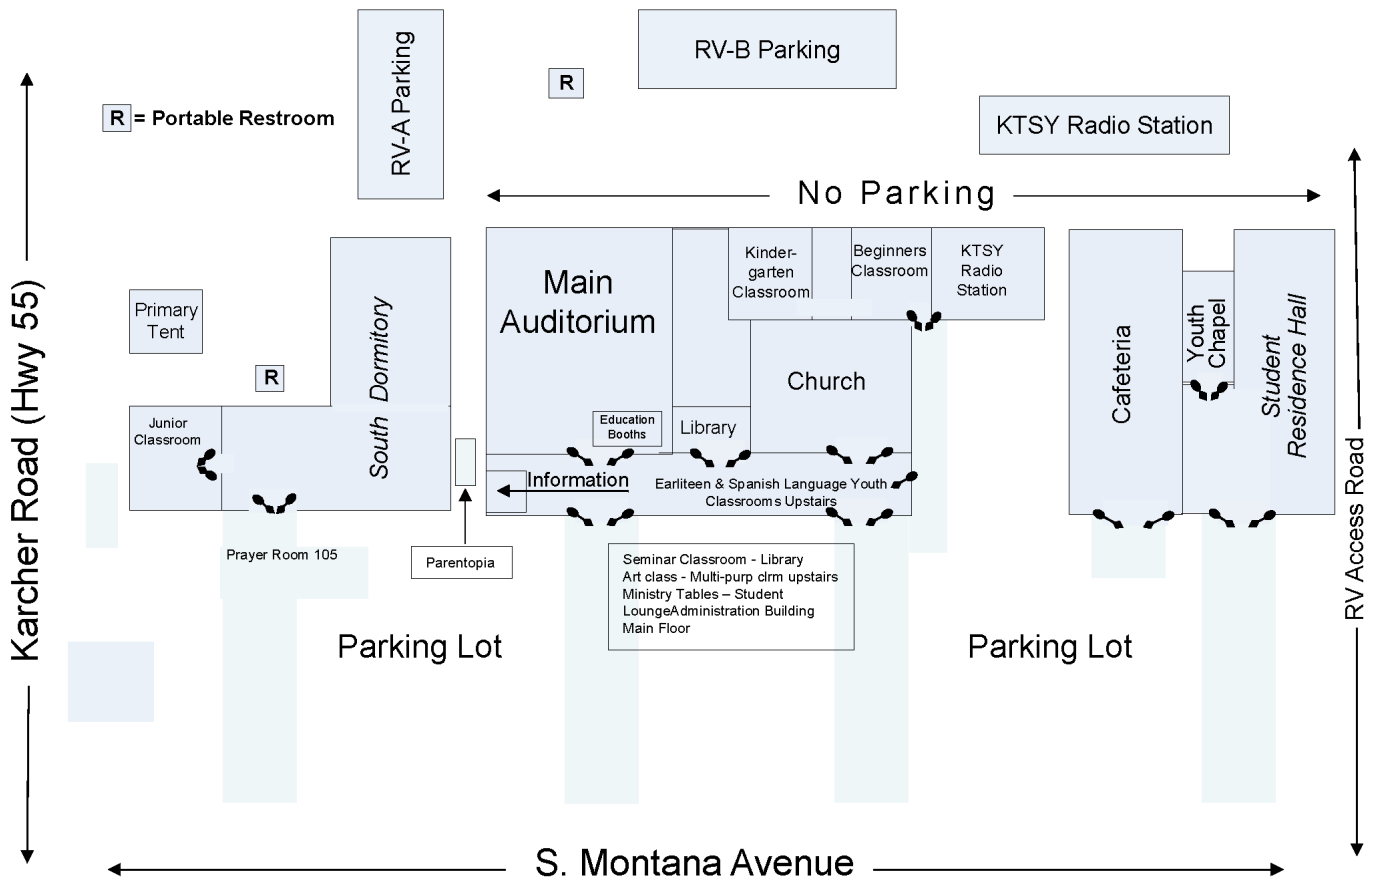 RV-A Parking
RV-B Parking
R
R = Portable Restroom
KTSY Radio Station
No Parking
Karcher Road (Hwy 55)
RV Access Road
Primary
Tent
R
Junior
Classroom
South Dormitory
Main
Auditorium
Kinder-
garten
Classroom
Beginners
Classroom
KTSY
Radio
Station
Church
Education
Booths
Library
Information
Earliteen & Spanish Language Youth
Classrooms Upstairs
Cafeteria
Youth
Chapel
Student
Residence Hall
Prayer Room 105
Parentopia
Seminar Classroom - Library
Art class - Multi-purp clrm upstairs
Ministry Tables – Student
LoungeAdministration Building
Main Floor
Parking Lot
Parking Lot
S. Montana Avenue